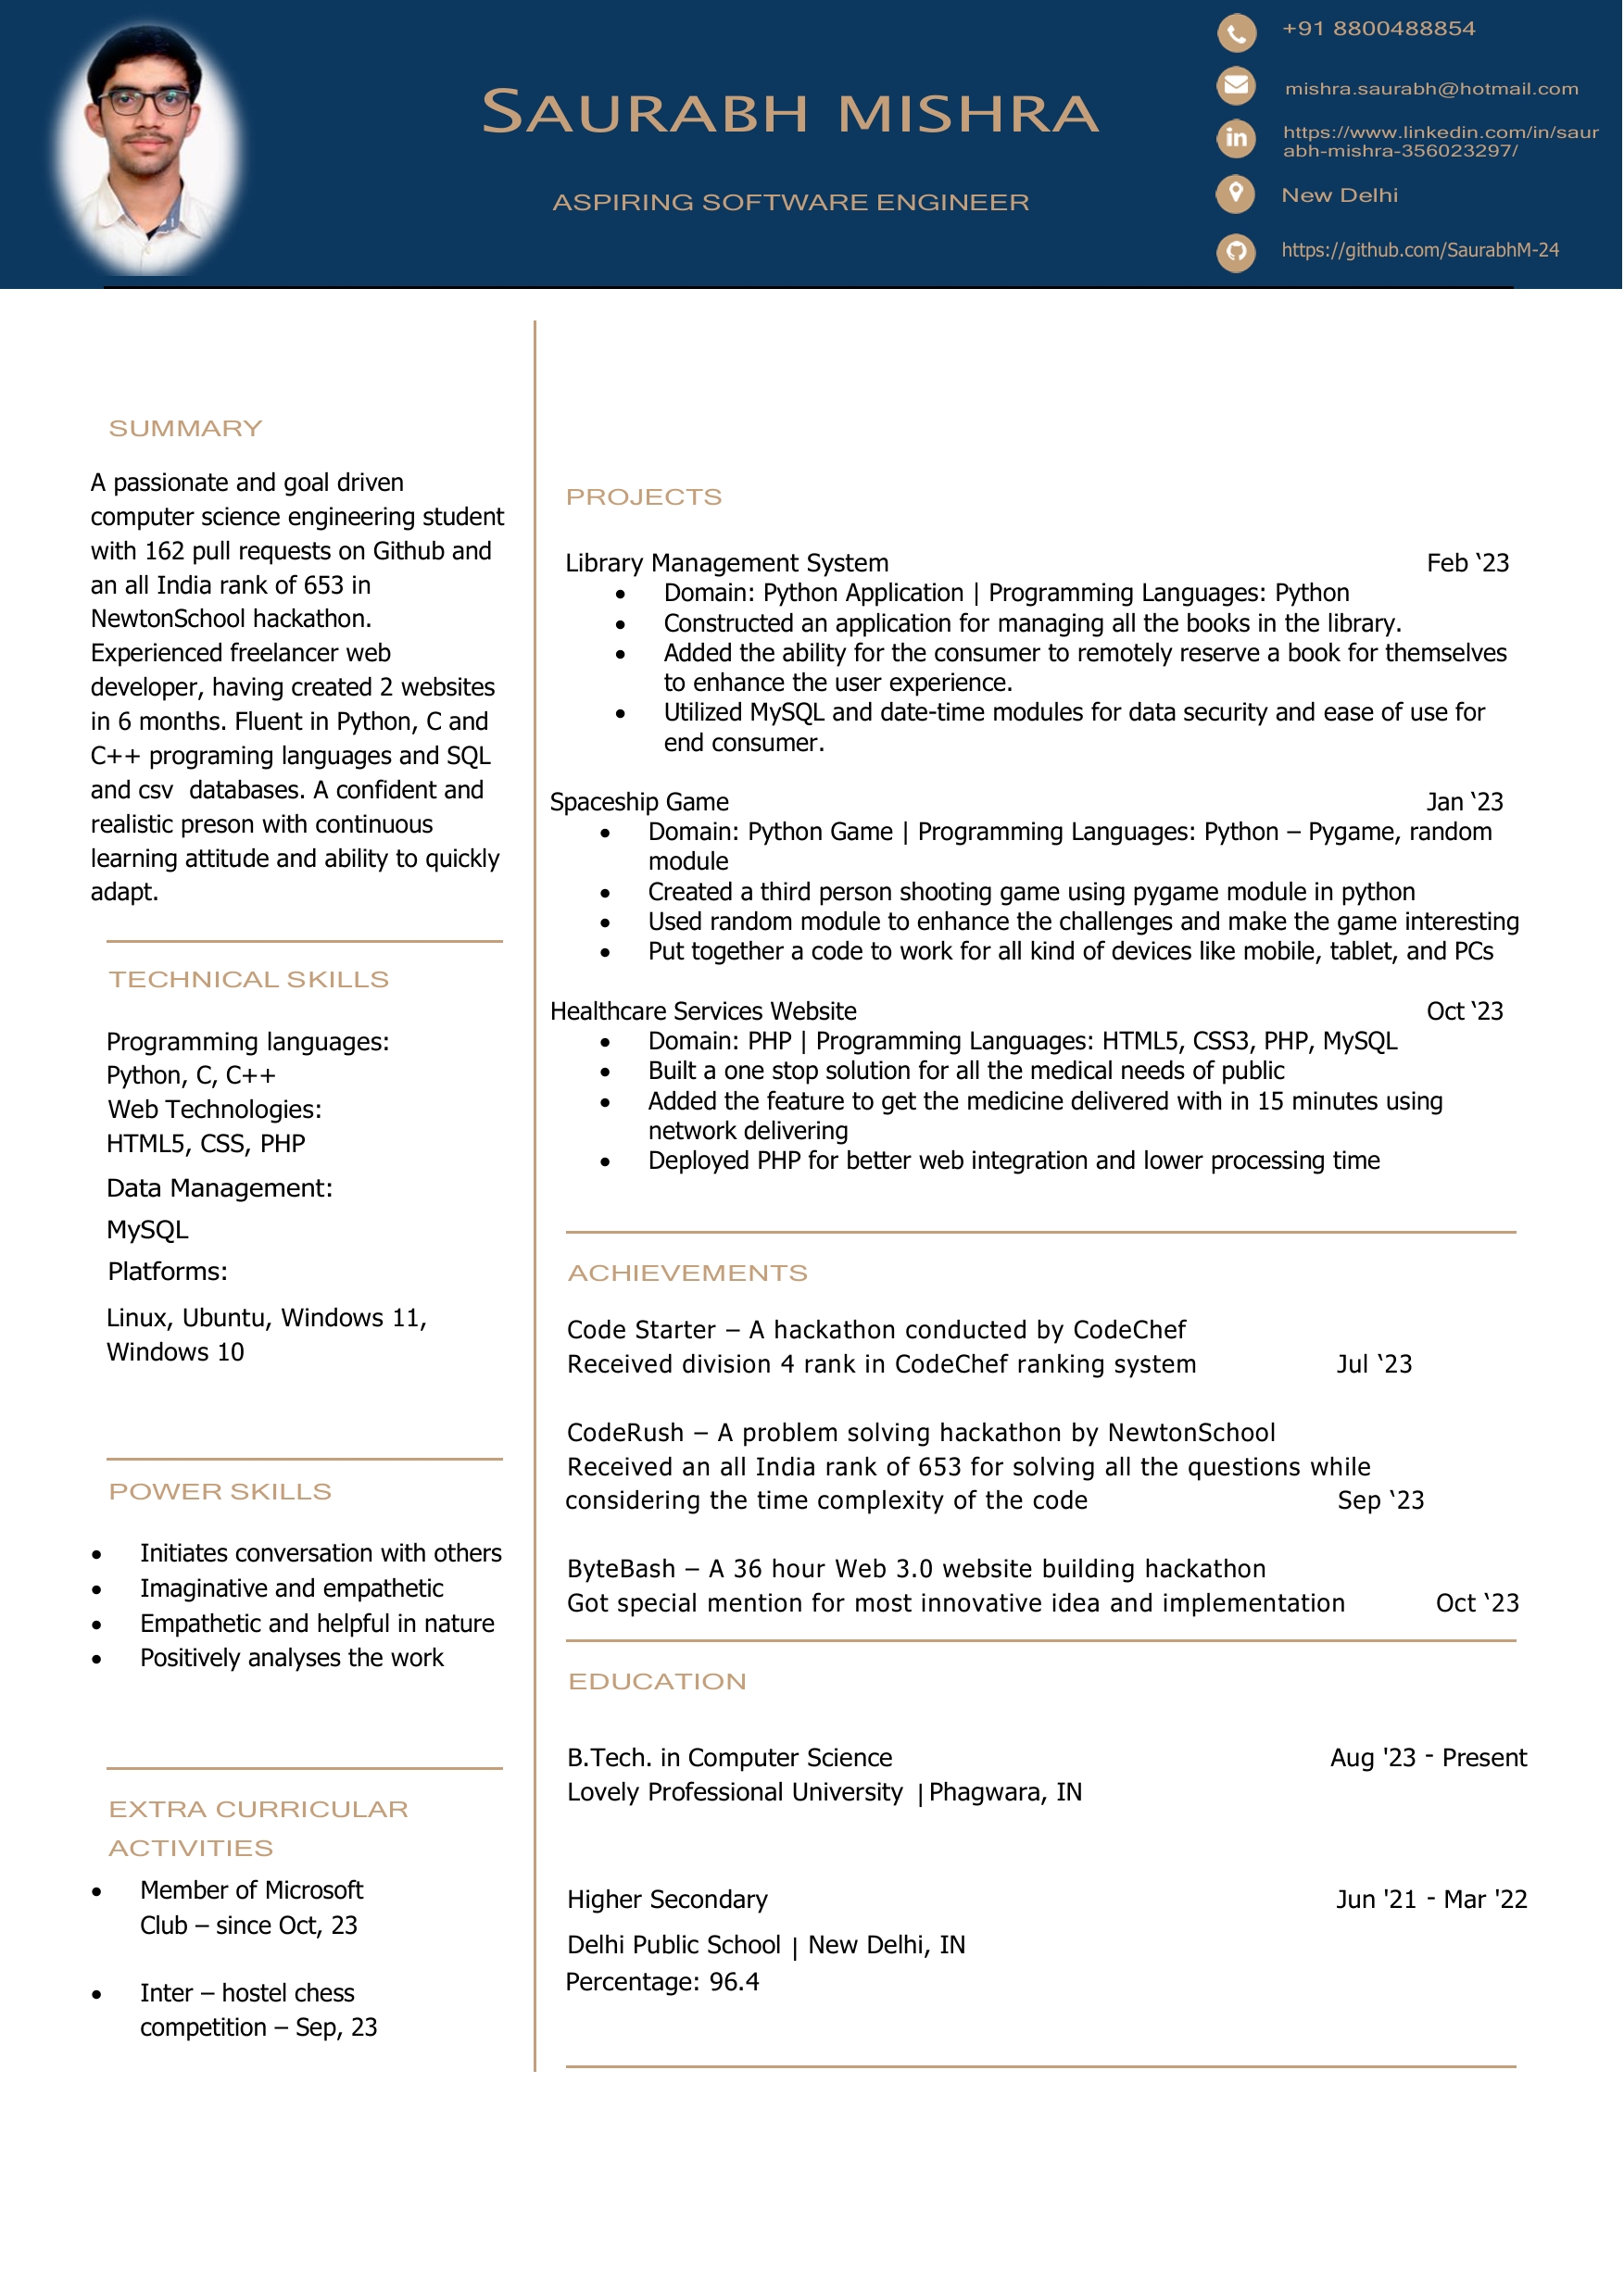 SAURABH MISHRA
ASPIRING SOFTWARE ENGINEER
+91 8800488854
mishra.saurabh@hotmail.com
https://www.linkedin.com/in/saur
abh-mishra-356023297/
New Delhi
https://github.com/SaurabhM-24
SUMMARY
A passionate and goal driven
computer science engineering student
with 162 pull requests on Github and
an all India rank of 653 in
NewtonSchool hackathon.
Experienced freelancer web
developer, having created 2 websites
in 6 months. Fluent in Python, C and
C++ programing languages and SQL
and csv  databases. A confident and
realistic preson with continuous
learning attitude and ability to quickly
adapt.
TECHNICAL SKILLS
Programming languages:
Python, C, C++
Web Technologies:
HTML5, CSS, PHP
Data Management:
MySQL
Platforms:
Linux, Ubuntu, Windows 11,
Windows 10
POWER SKILLS
• Initiates conversation with others
• Imaginative and empathetic
• Empathetic and helpful in nature
• Positively analyses the work
EXTRA CURRICULAR
ACTIVITIES
• Member of Microsoft
Club – since Oct, 23
• Inter – hostel chess
competition – Sep, 23
PROJECTS
Library Management System Feb ‘23
• Domain: Python Application | Programming Languages: Python
• Constructed an application for managing all the books in the library.
• Added the ability for the consumer to remotely reserve a book for themselves
to enhance the user experience.
• Utilized MySQL and date-time modules for data security and ease of use for
end consumer.
Spaceship Game Jan ‘23
• Domain: Python Game | Programming Languages: Python – Pygame, random
module
• Created a third person shooting game using pygame module in python
• Used random module to enhance the challenges and make the game interesting
• Put together a code to work for all kind of devices like mobile, tablet, and PCs
Healthcare Services Website Oct ‘23
• Domain: PHP | Programming Languages: HTML5, CSS3, PHP, MySQL
• Built a one stop solution for all the medical needs of public
• Added the feature to get the medicine delivered with in 15 minutes using
network delivering
• Deployed PHP for better web integration and lower processing time
ACHIEVEMENTS
Code Starter – A hackathon conducted by CodeChef
Received division 4 rank in CodeChef ranking system Jul ‘23
CodeRush – A problem solving hackathon by NewtonSchool
Received an all India rank of 653 for solving all the questions while
considering the time complexity of the code Sep ‘23
ByteBash – A 36 hour Web 3.0 website building hackathon
Got special mention for most innovative idea and implementation Oct ‘23
EDUCATION
B.Tech. in Computer Science Aug '23 - Present
Lovely Professional University | Phagwara, IN
Higher Secondary Jun '21 - Mar '22
Delhi Public School | New Delhi, IN
Percentage: 96.4